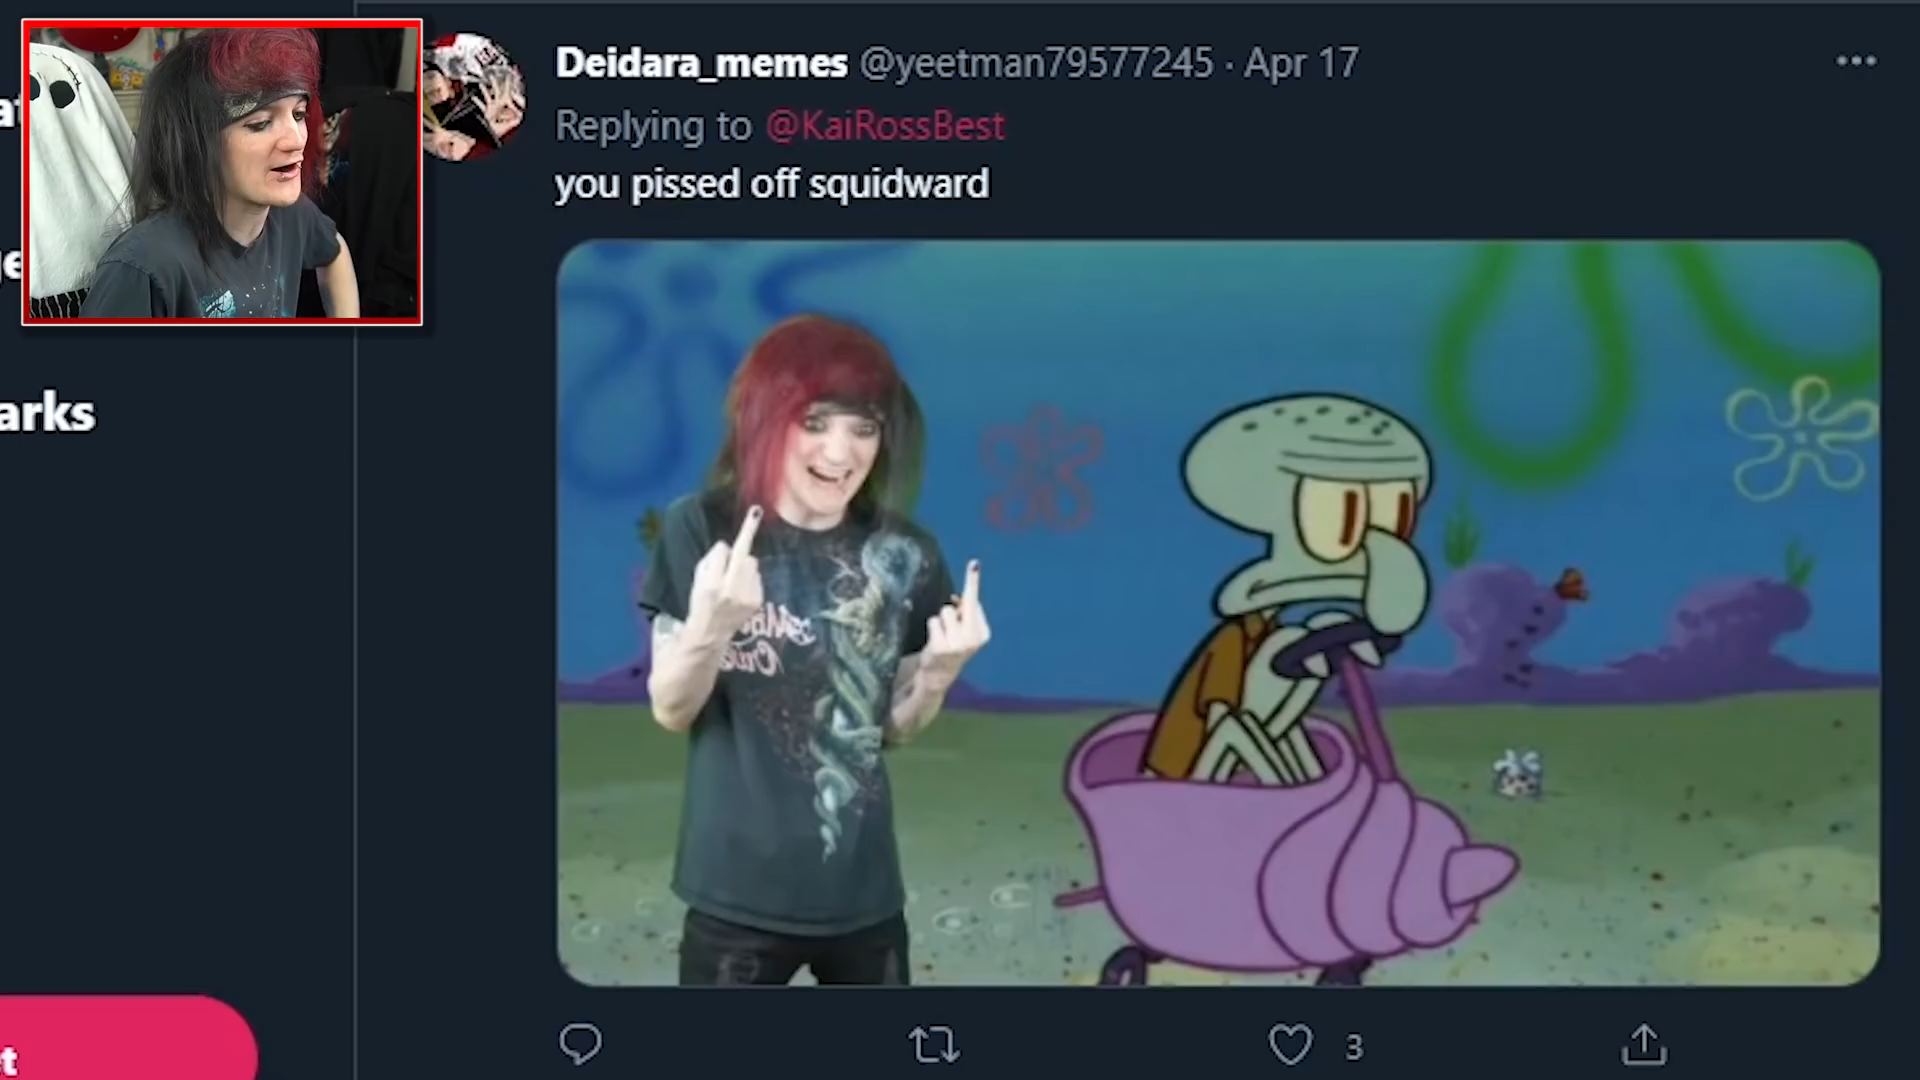 Deidara_memes @yeetman79577245 · Apr 17
Replying to @KaiRossBest
you pissed off squidward
arks
3